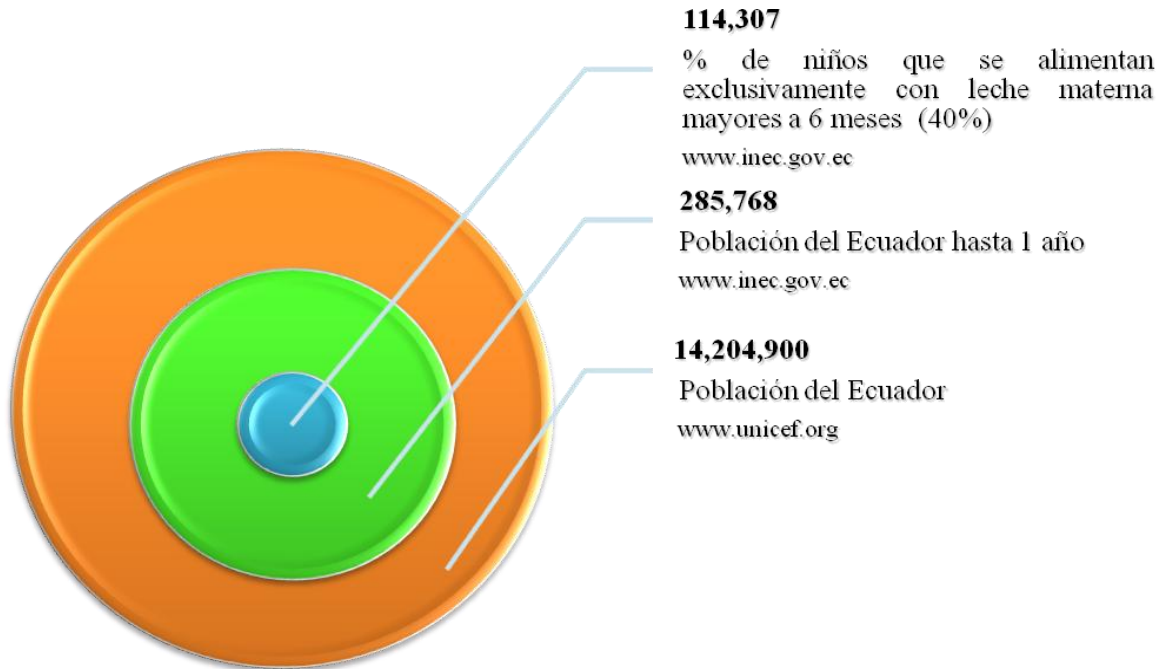 114,307
% de niños que se alimentan
exclusivamente con leche materna
mayores a 6 meses (40%)
www.inec.gov.ec
285,768
Población del Ecuador hasta 1 año
www.inec.gov.ec
14,204,900
Población del Ecuador
www.unicef.org